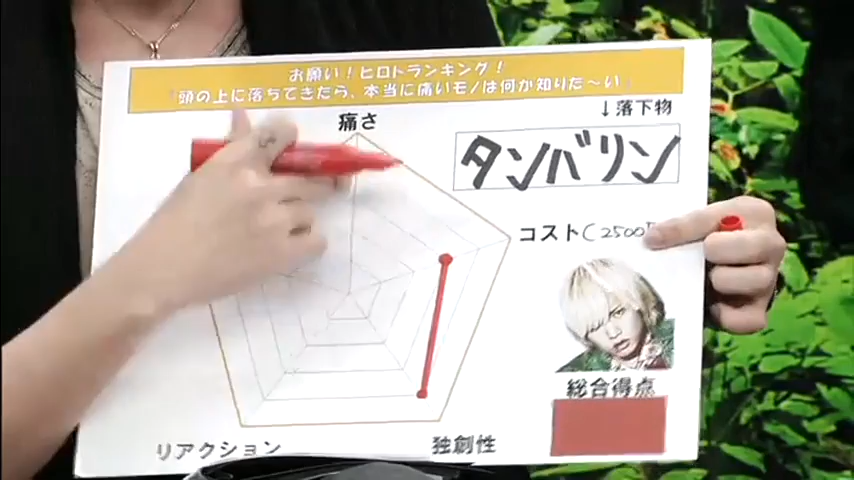 お願い！ヒロトランキング！
『頭の上に落ちてきたら、本当に痛いモノは何か知りた～い』
↓落下物
痛さ
タンバリン
コスト(2500
総合得点
リアクション
独創性